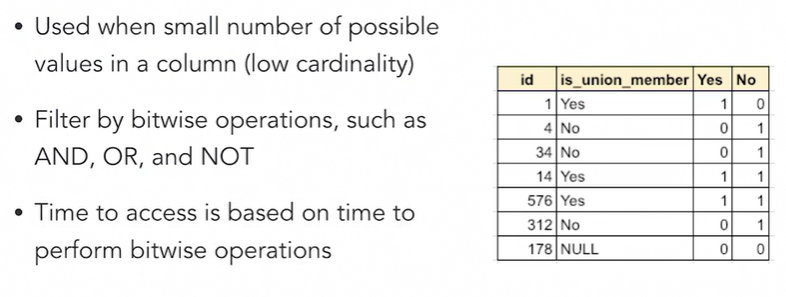 • Used when small number of possible
values in a column (low cardinality)
• Filter by bitwise operations, such as
AND, OR, and NOT
• Time to access is based on time to
perform bitwise operations
id is_union_member Yes No
1 Yes 1 0
4 No 0 1
34 No 0 1
14 Yes 1 1
576 Yes 1 1
312 No 0 1
178 NULL 0 0